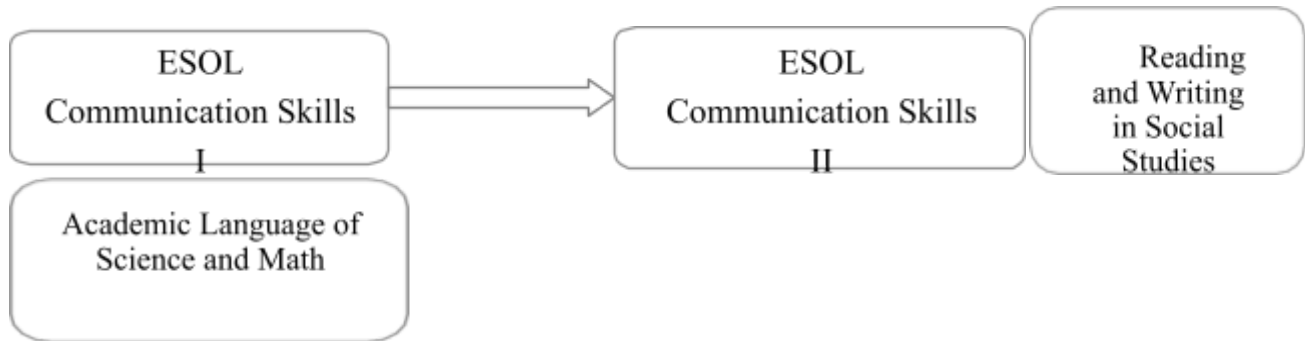 ESOL
Communication Skills
I
ESOL
Communication Skills
II
Reading
and Writing
in Social
Studies
Academic Language of
Science and Math